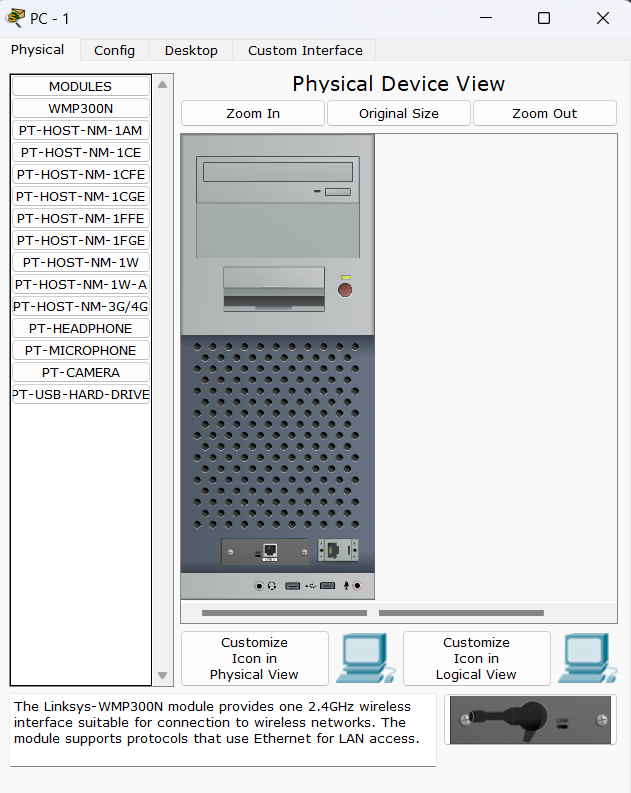 PC - 1
Physical
Config
Desktop
Custom Interface
MODULES
WMP300N
PT-HOST-NM-1AM
PT-HOST-NM-1CE
PT-HOST-NM-1CFE
PT-HOST-NM-1CGE
PT-HOST-NM-1FFE
PT-HOST-NM-1FGE
PT-HOST-NM-1W
PT-HOST-NM-1W-A
PT-HOST-NM-3G/4G
PT-HEADPHONE
PT-MICROPHONE
PT-CAMERA
PT-USB-HARD-DRIVE
Physical Device View
Zoom In
Original Size
Zoom Out
Customize
Icon in
Physical View
Customize
Icon in
Logical View
The Linksys-WMP300N module provides one 2.4GHz wireless
interface suitable for connection to wireless networks. The
module supports protocols that use Ethernet for LAN access.
LINK